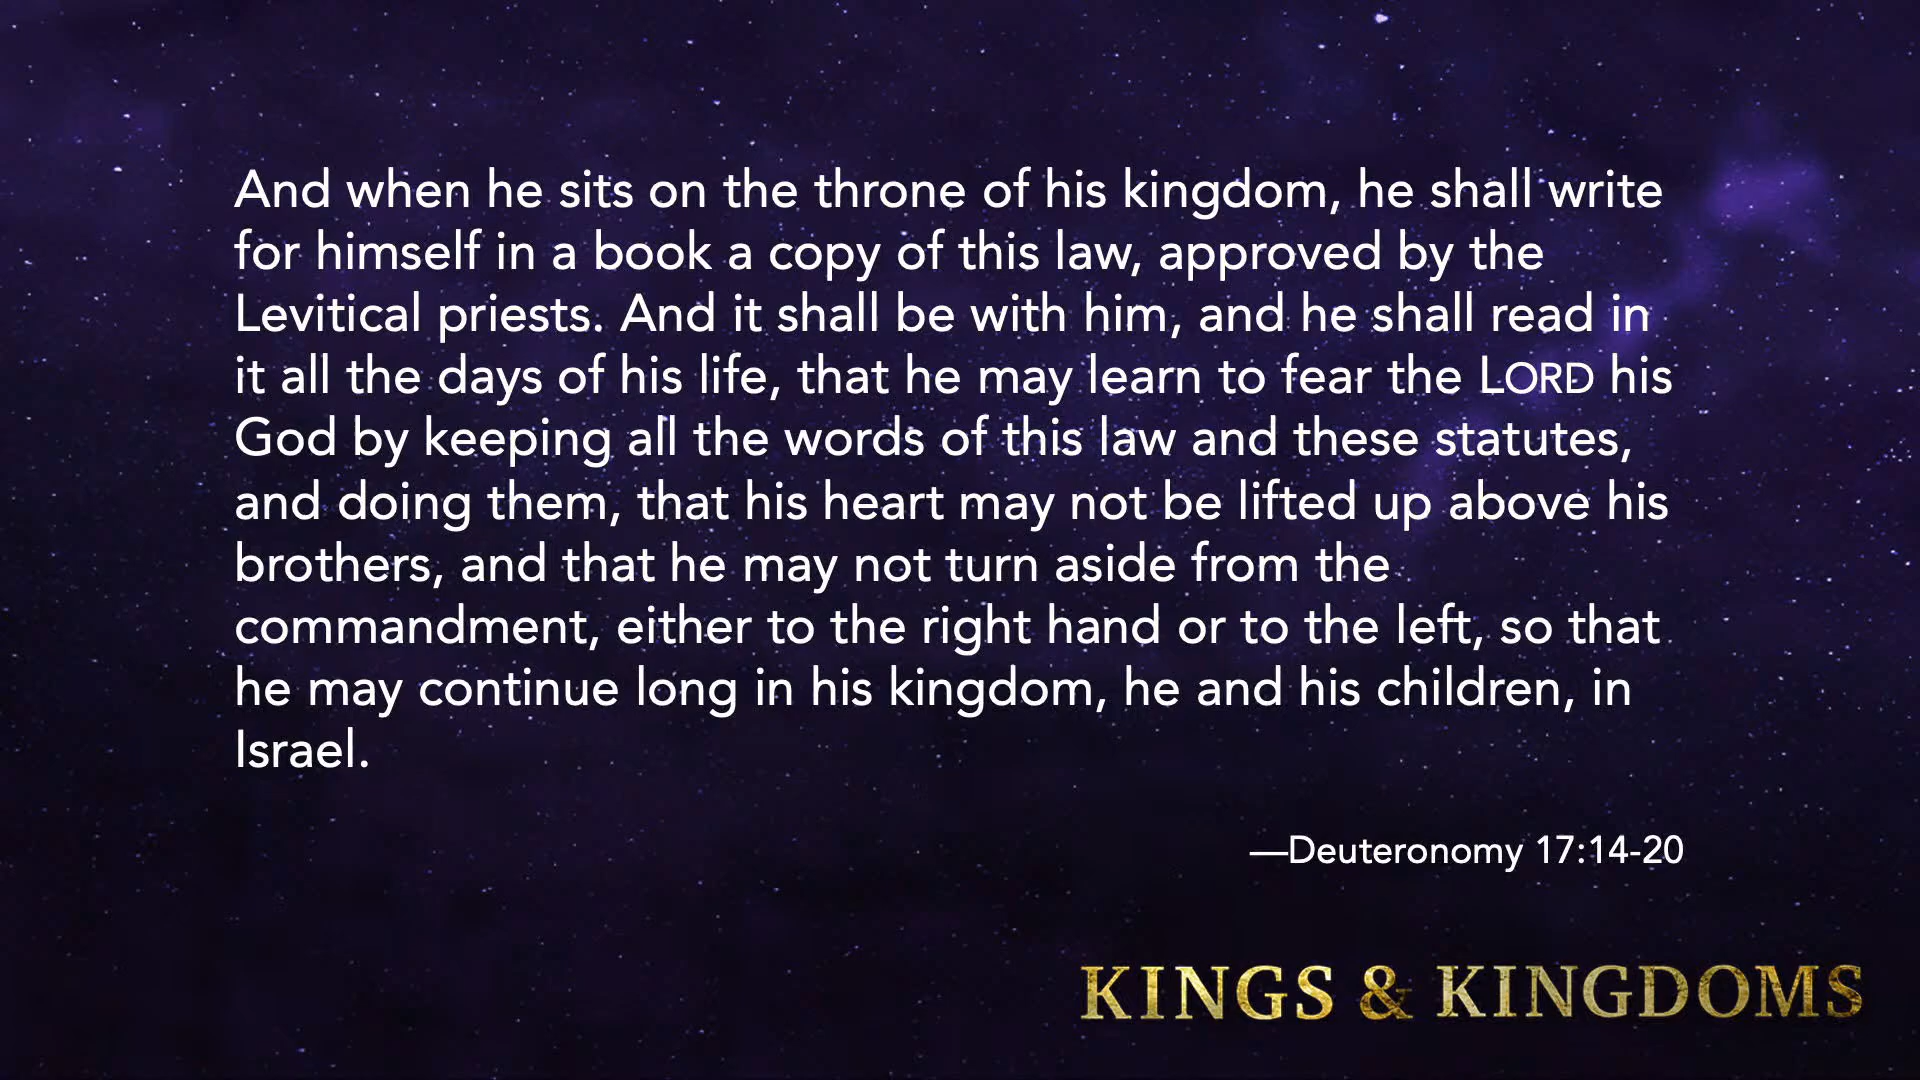 And when he sits on the throne of his kingdom, he shall write
for himself in a book a copy of this law, approved by the
Levitical priests. And it shall be with him, and he shall read in
it all the days of his life, that he may learn to fear the LORD his
God by keeping all the words of this law and these statutes,
and doing them, that his heart may not be lifted up above his
brothers, and that he may not turn aside from the
commandment, either to the right hand or to the left, so that
he may continue long in his kingdom, he and his children, in
Israel.
—Deuteronomy 17:14-20
KINGS & KINGDOMS